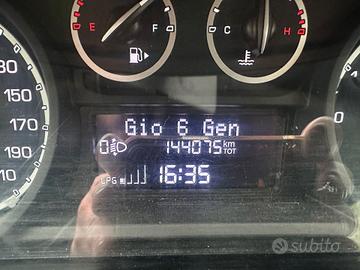 E F C H
Gio 6 Gen
144075 km
TOT
LPG 16:35
130
150
170
190
210
subito